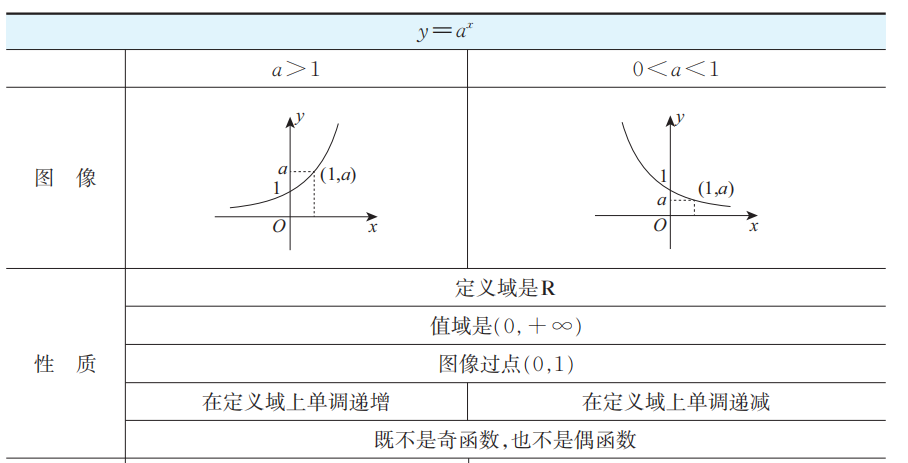 y=aˣ
a>1
0<a<1
图 像
y
a
(1,a)
1
O
x
y
1
(1,a)
a
O
x
性 质
定义域是R
值域是(0,+∞)
图像过点(0,1)
在定义域上单调递增
在定义域上单调递减
既不是奇函数,也不是偶函数